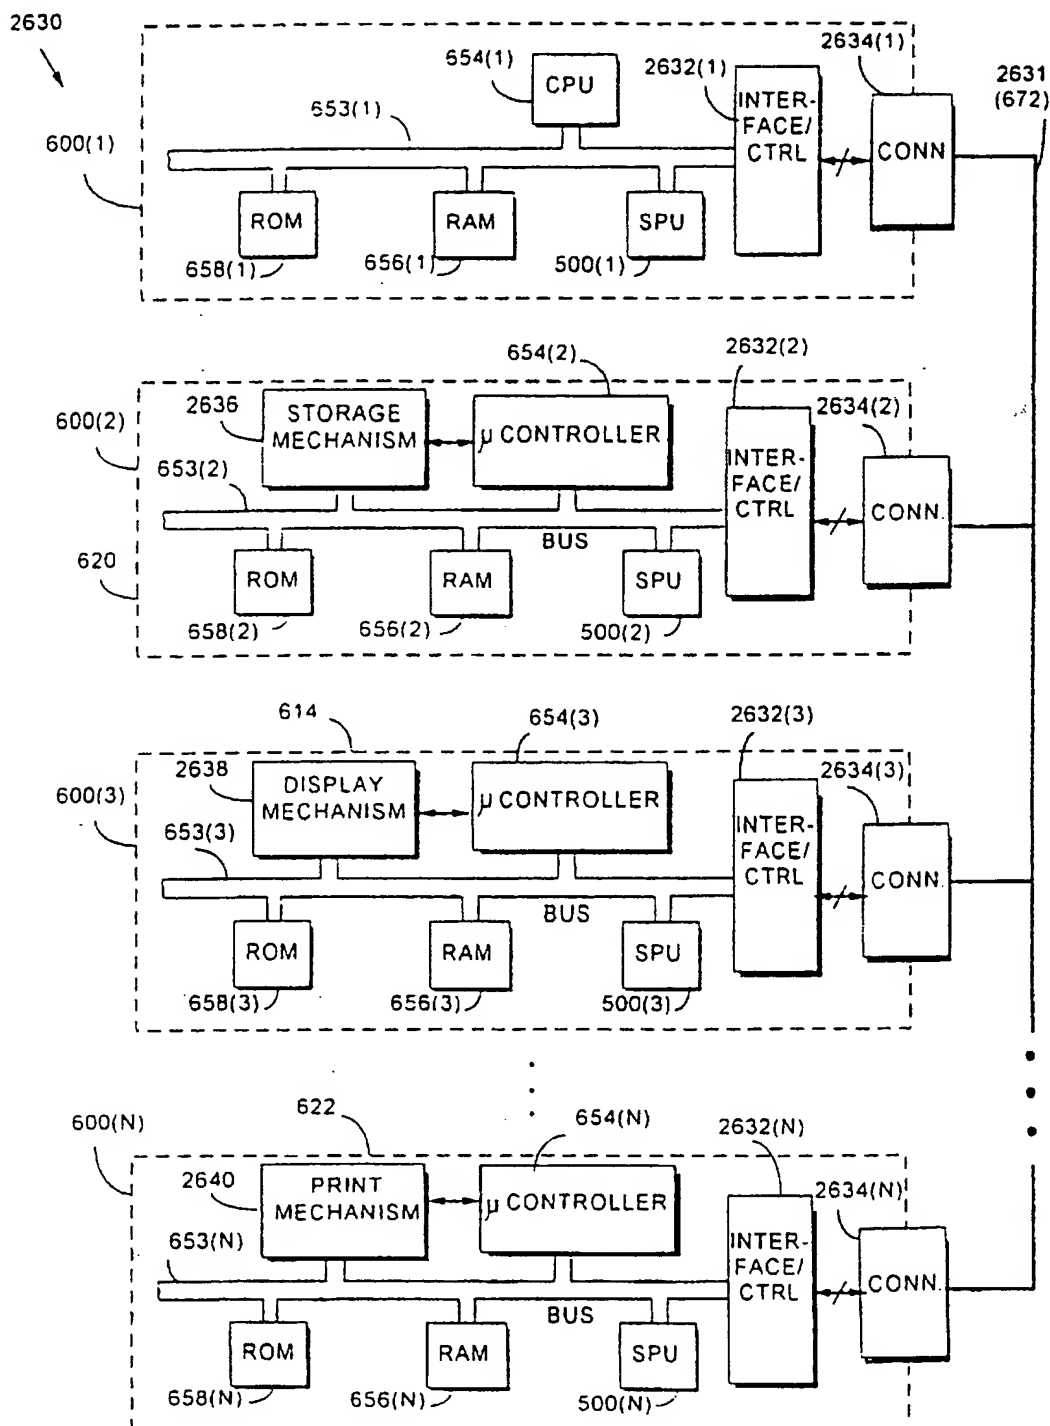 2630
654(1)
2632(1)
2634(1)
2631
(672)
CPU
INTER-
FACE/
CTRL
653(1)
600(1)
CONN
ROM
RAM
SPU
658(1)
656(1)
500(1)
654(2)
2632(2)
2634(2)
600(2)
2636
STORAGE
MECHANISM
µ CONTROLLER
INTER-
FACE/
CTRL
653(2)
CONN.
BUS
620
ROM
RAM
SPU
658(2)
656(2)
500(2)
614
654(3)
2632(3)
2634(3)
600(3)
2638
DISPLAY
MECHANISM
µ CONTROLLER
INTER-
FACE/
CTRL
653(3)
CONN.
BUS
ROM
RAM
SPU
658(3)
656(3)
500(3)
600(N)
622
654(N)
2632(N)
2634(N)
2640
PRINT
MECHANISM
µ CONTROLLER
INTER-
FACE/
CTRL
653(N)
CONN.
BUS
ROM
RAM
SPU
658(N)
656(N)
500(N)